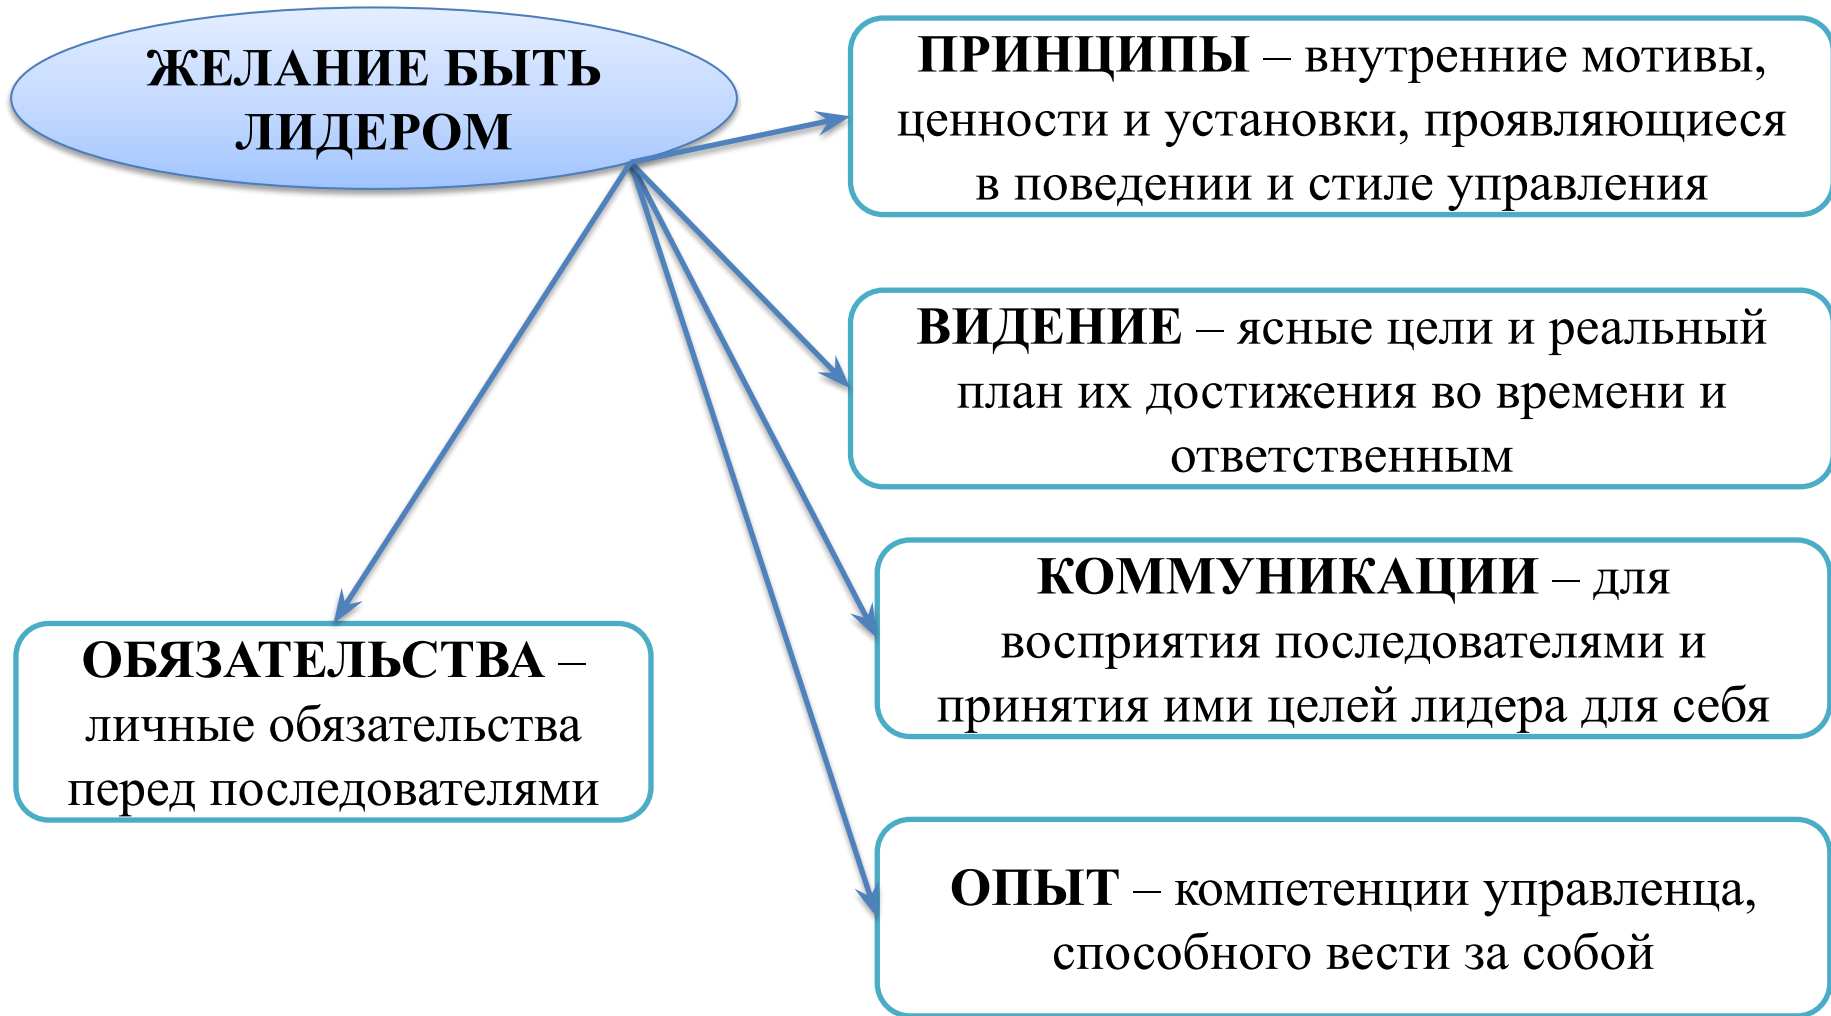 ЖЕЛАНИЕ БЫТЬ
ЛИДЕРОМ
ПРИНЦИПЫ – внутренние мотивы,
ценности и установки, проявляющиеся
в поведении и стиле управления
ВИДЕНИЕ – ясные цели и реальный
план их достижения во времени и
ответственным
КОММУНИКАЦИИ – для
восприятия последователями и
принятия ими целей лидера для себя
ОПЫТ – компетенции управленца,
способного вести за собой
ОБЯЗАТЕЛЬСТВА –
личные обязательства
перед последователями